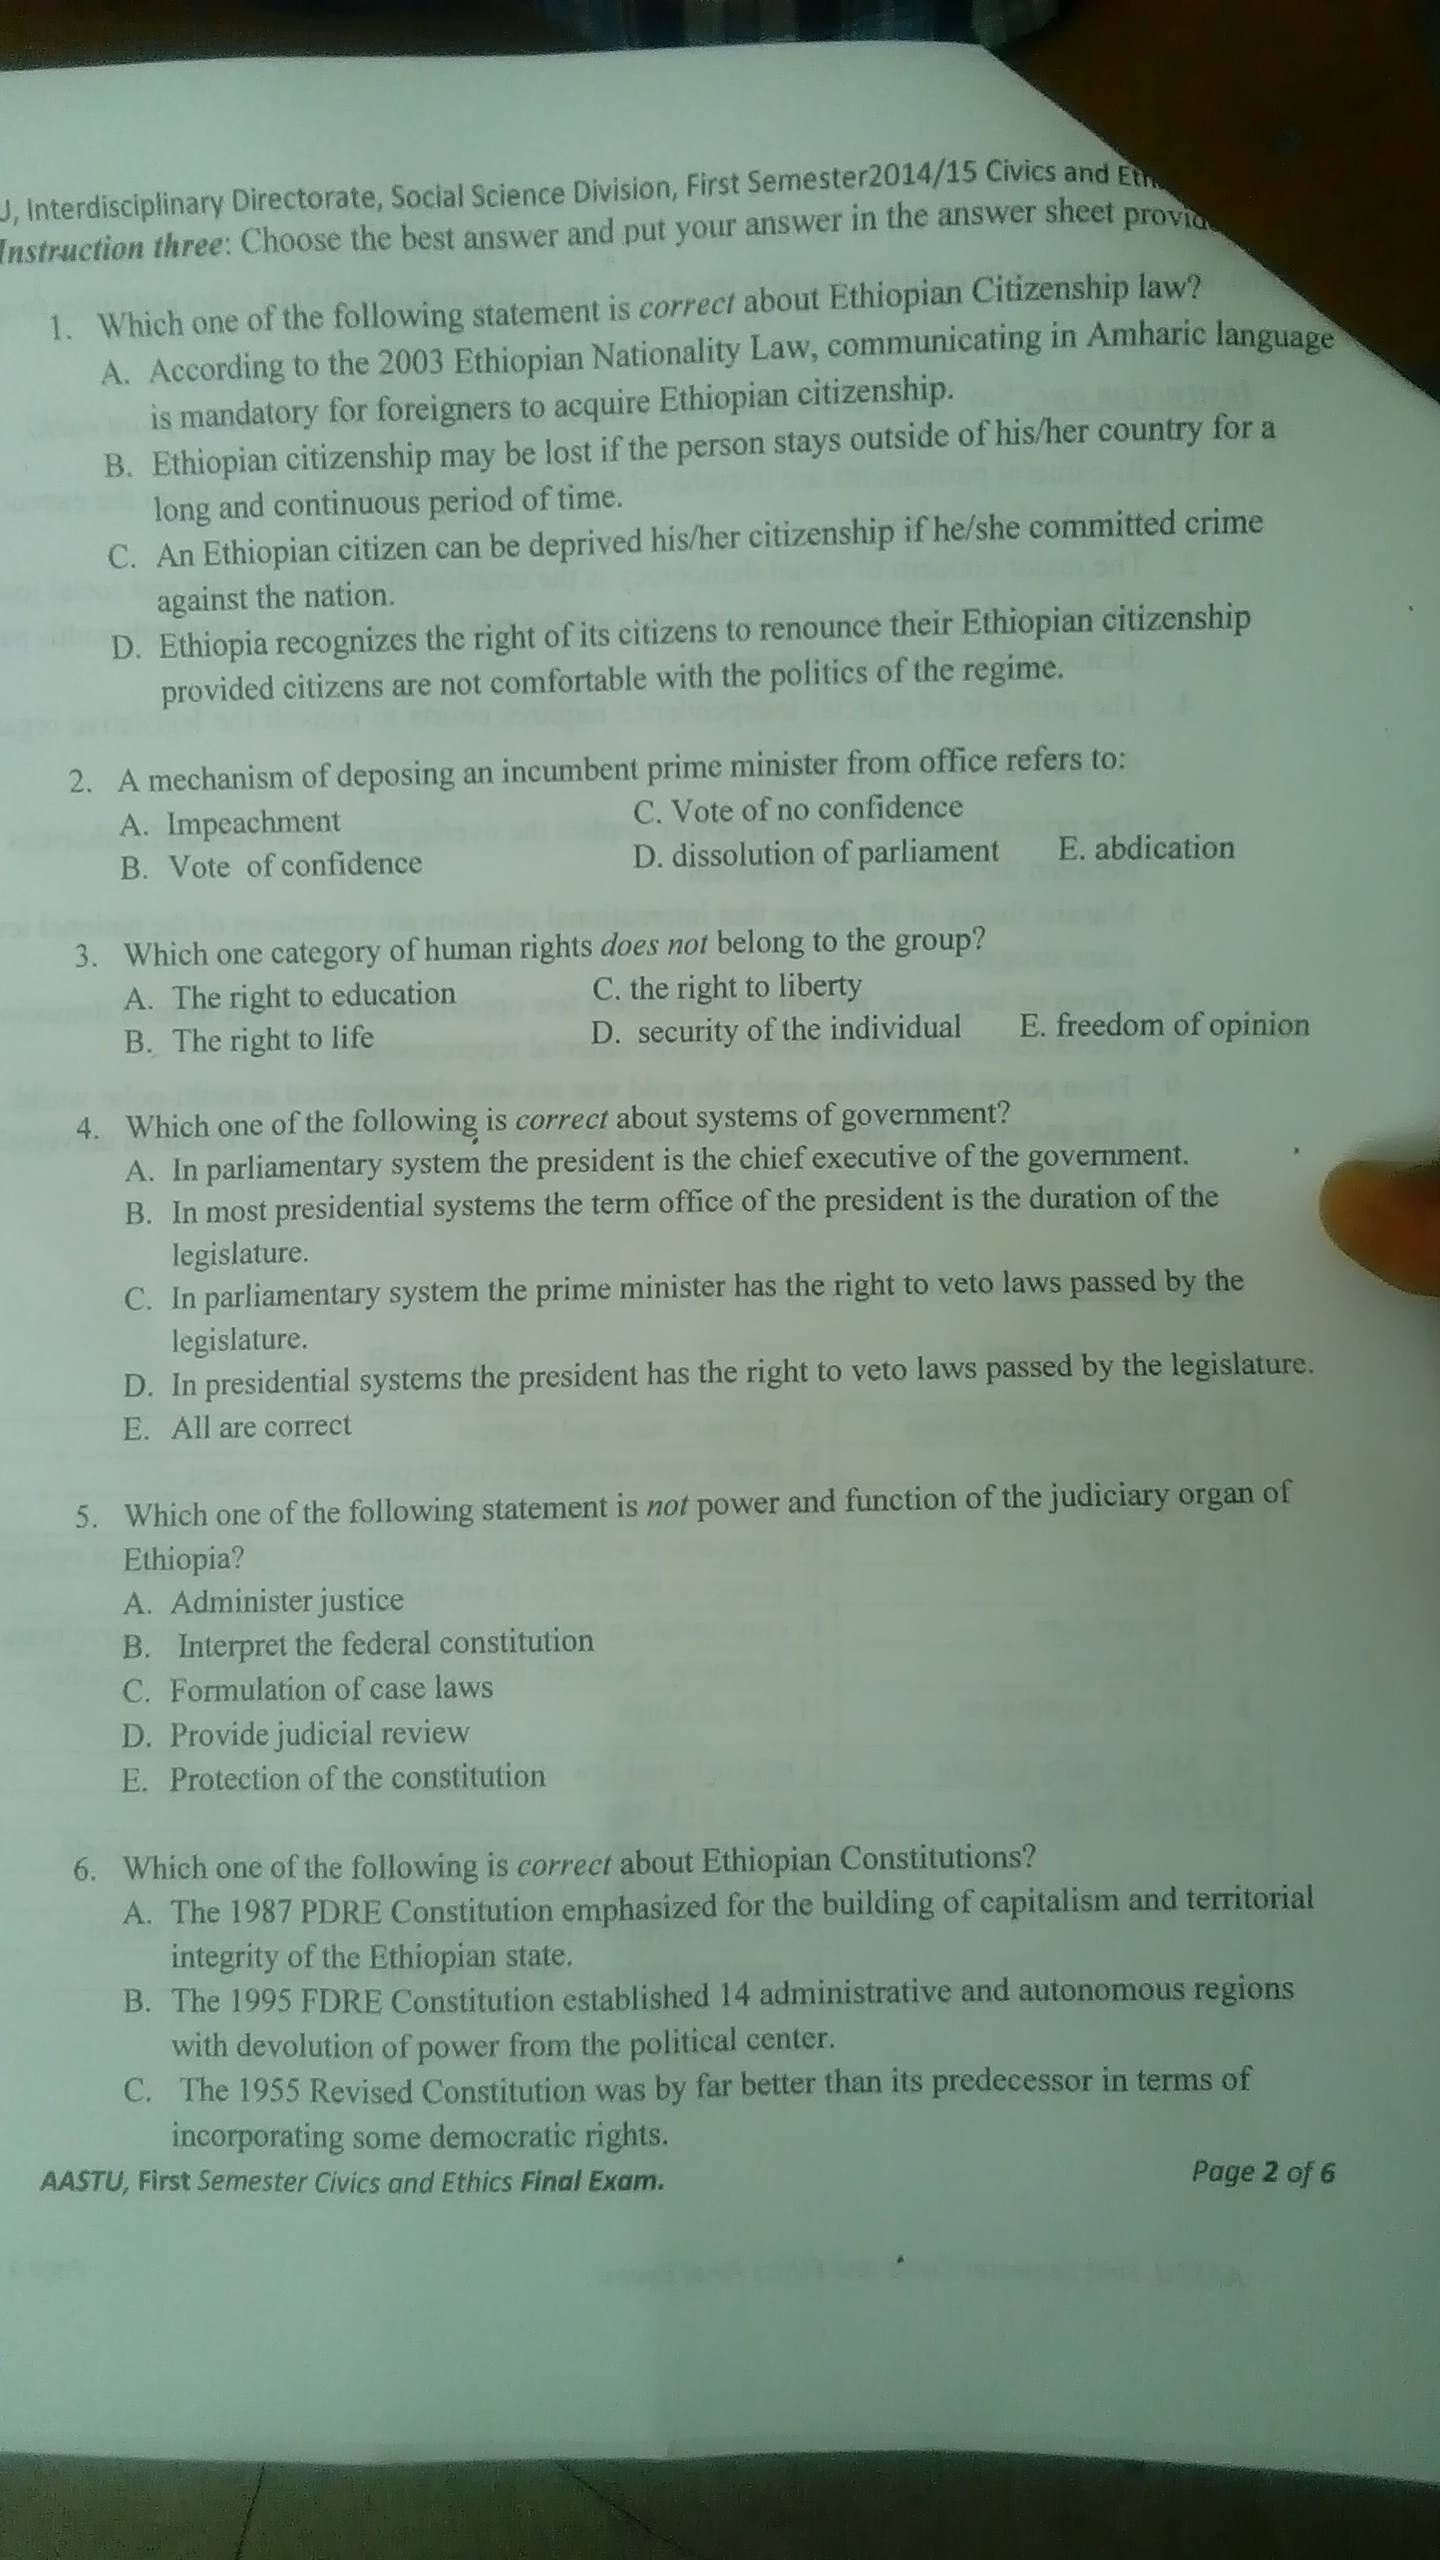 Interdisciplinary Directorate, Social Science Division, First Semester2014/15 Civics and
Instruction three: Choose the best answer and put your answer in the answer sheet
1. Which one of the following statement is correct about Ethiopian Citizenship law?
A. According to the 2003 Ethiopian Nationality Law, communicating in Amharic language
is mandatory for foreigners to acquire Ethiopian citizenship.
B. Ethiopian citizenship may be lost if the person stays outside of his/her country for a
long and continuous period of time.
C. An Ethiopian citizen can be deprived his/her citizenship if he/she committed crime
against the nation.
D. Ethiopia recognizes the right of its citizens to renounce their Ethiopian citizenship
provided citizens are not comfortable with the politics of the regime.
2. A mechanism of deposing an incumbent prime minister from office refers to:
A. Impeachment C. Vote of no confidence
B. Vote of confidence D. dissolution of parliament E. abdication
3. Which one category of human rights does not belong to the group?
A. The right to education C. the right to liberty
B. The right to life D. security of the individual E. freedom of opinion
4. Which one of the following is correct about systems of government?
A. In parliamentary system the president is the chief executive of the government.
B. In most presidential systems the term office of the president is the duration of the
legislature.
C. In parliamentary system the prime minister has the right to veto laws passed by the
legislature.
D. In presidential systems the president has the right to veto laws passed by the legislature.
E. All are correct
5. Which one of the following statement is not power and function of the judiciary organ of
Ethiopia?
A. Administer justice
B. Interpret the federal constitution
C. Formulation of case laws
D. Provide judicial review
E. Protection of the constitution
6. Which one of the following is correct about Ethiopian Constitutions?
A. The 1987 PDRE Constitution emphasized for the building of capitalism and territorial
integrity of the Ethiopian state.
B. The 1995 FDRE Constitution established 14 administrative and autonomous regions
with devolution of power from the political center.
C. The 1955 Revised Constitution was by far better than its predecessor in terms of
incorporating some democratic rights.
AASTU, First Semester Civics and Ethics Final Exam. Page 2 of 6